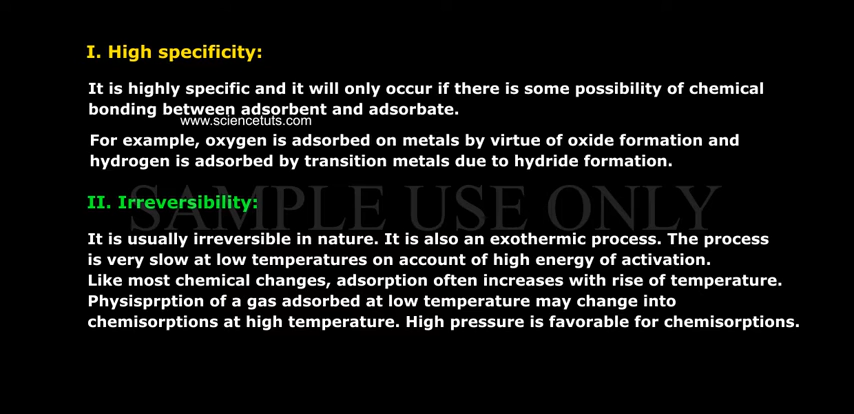 I. High specificity:
It is highly specific and it will only occur if there is some possibility of chemical
bonding between adsorbent and adsorbate.
www.sciencetuts.com
For example, oxygen is adsorbed on metals by virtue of oxide formation and
hydrogen is adsorbed by transition metals due to hydride formation.
SAMPLE USE ONLY
II. Irreversibility:
It is usually irreversible in nature. It is also an exothermic process. The process
is very slow at low temperatures on account of high energy of activation.
Like most chemical changes, adsorption often increases with rise of temperature.
Physisprption of a gas adsorbed at low temperature may change into
chemisorptions at high temperature. High pressure is favorable for chemisorptions.